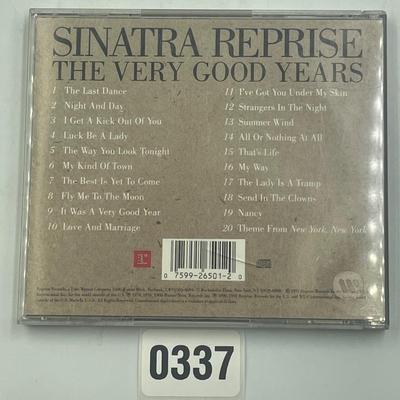 SINATRA REPRISE
THE VERY GOOD YEARS
1 The Last Dance
2 Night And Day
3 I Get A Kick Out Of You
4 Luck Be A Lady
5 The Way You Look Tonight
6 My Kind Of Town
7 The Best Is Yet To Come
8 Fly Me To The Moon
9 It Was A Very Good Year
10 Love And Marriage
11 I've Got You Under My Skin
12 Strangers In The Night
13 Summer Wind
14 All Or Nothing At All
15 That's Life
16 My Way
17 The Lady Is A Tramp
18 Send In The Clowns
19 Nancy
20 Theme From New York, New York
0 7599-26501-2 0
0337